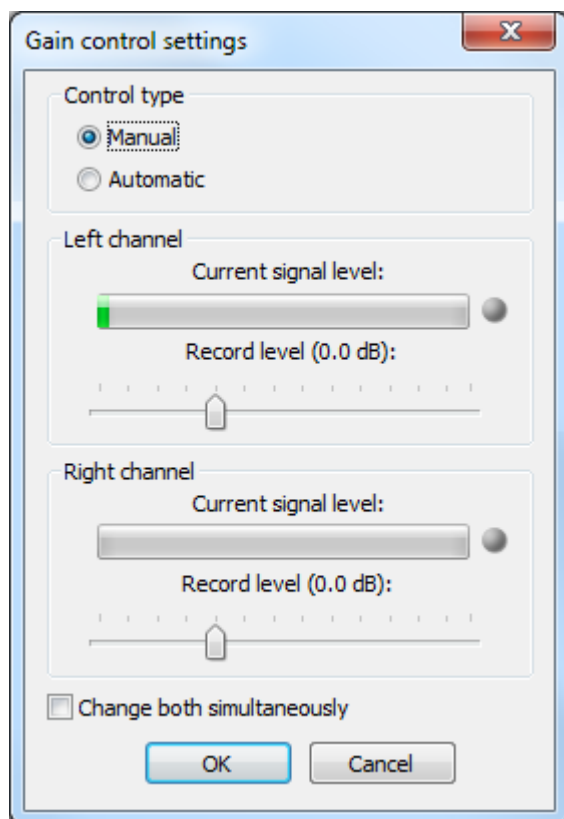 Gain control settings
Control type
Manual
Automatic
Left channel
Current signal level:
Record level (0.0 dB):
Right channel
Current signal level:
Record level (0.0 dB):
Change both simultaneously
OK Cancel